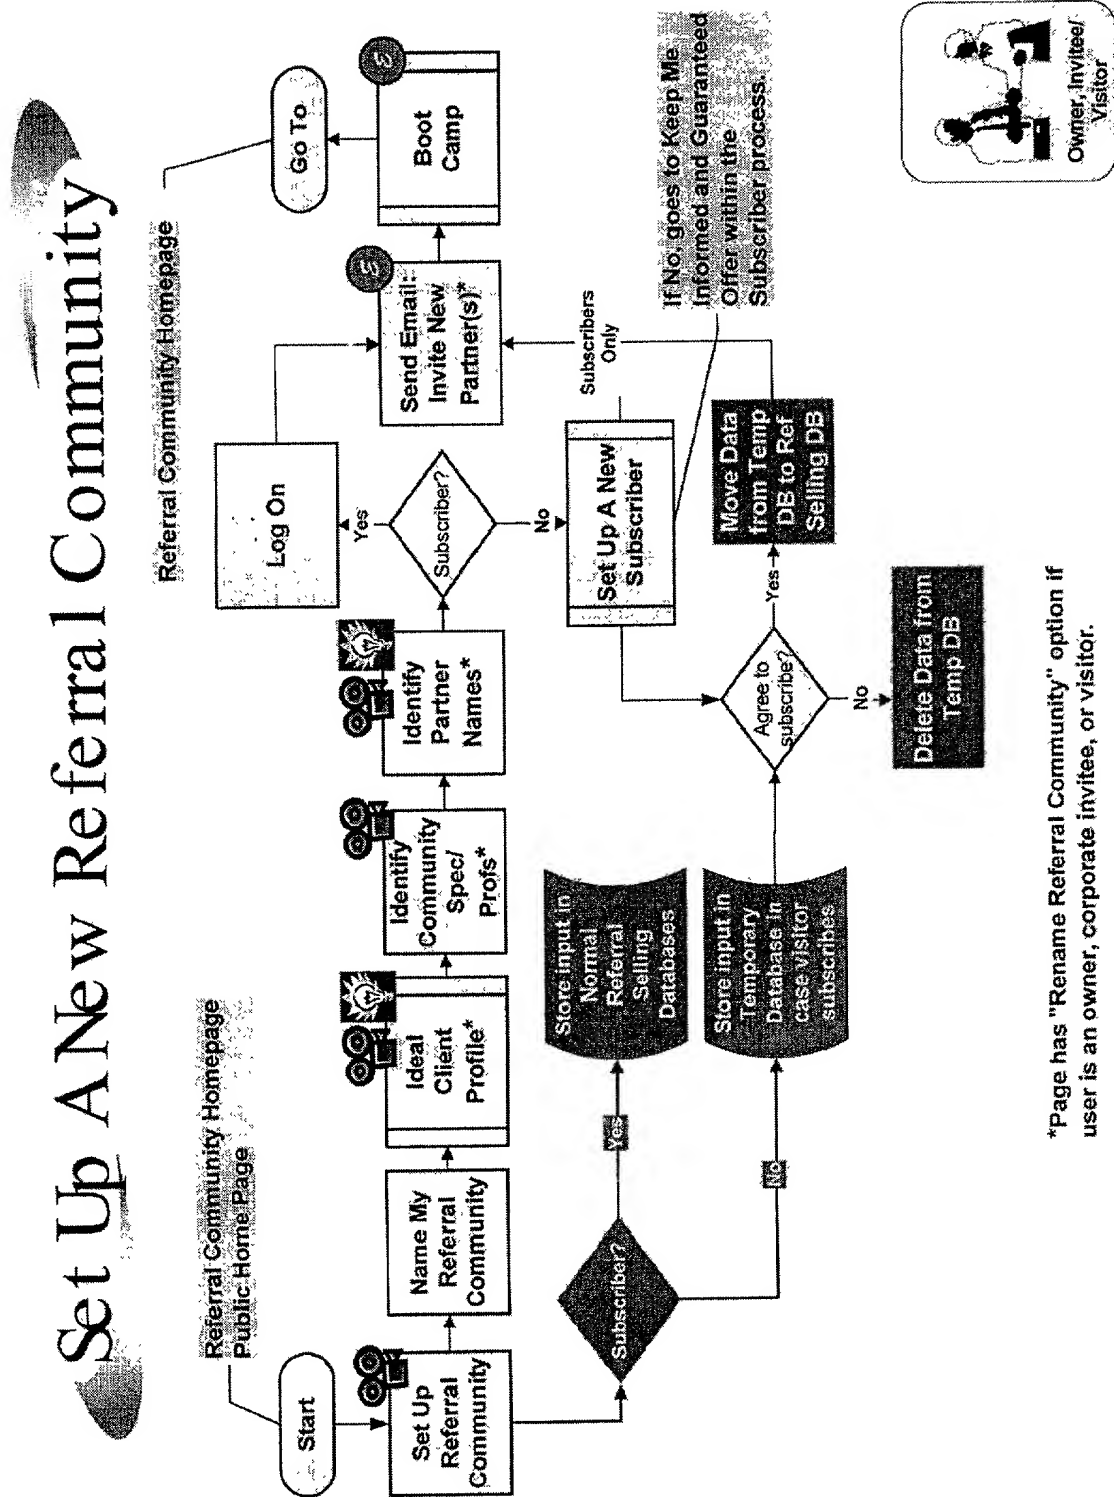 Set Up A New Referral Community
Referral Community Homepage
Public Home Page
Referral Community Homepage
Start
Go To
Set Up
Referral
Community
Name My
Referral
Community
Ideal
Client
Profile*
Identify
Community
Spec/
Profs*
Identify
Partner
Names*
Subscriber?
Yes
Log On
No
Send Email:
Invite New
Partner(s)*
Boot
Camp
Set Up A New
Subscriber
Subscribers
Only
If No, goes to Keep Me
Informed and Guaranteed
Offer within the
Subscriber process.
Subscriber?
Yes
No
Store Input in
Normal
Referral
Selling
Databases
Store Input in
Temporary
Database in
case visitor
subscribes
Agree to
subscribe?
Yes
No
Move Data
from Temp
DB to Ref
Selling DB
Delete Data from
Temp DB
*Page has "Rename Referral Community" option if
user is an owner, corporate invitee, or visitor.
Owner, Invitee/
Visitor